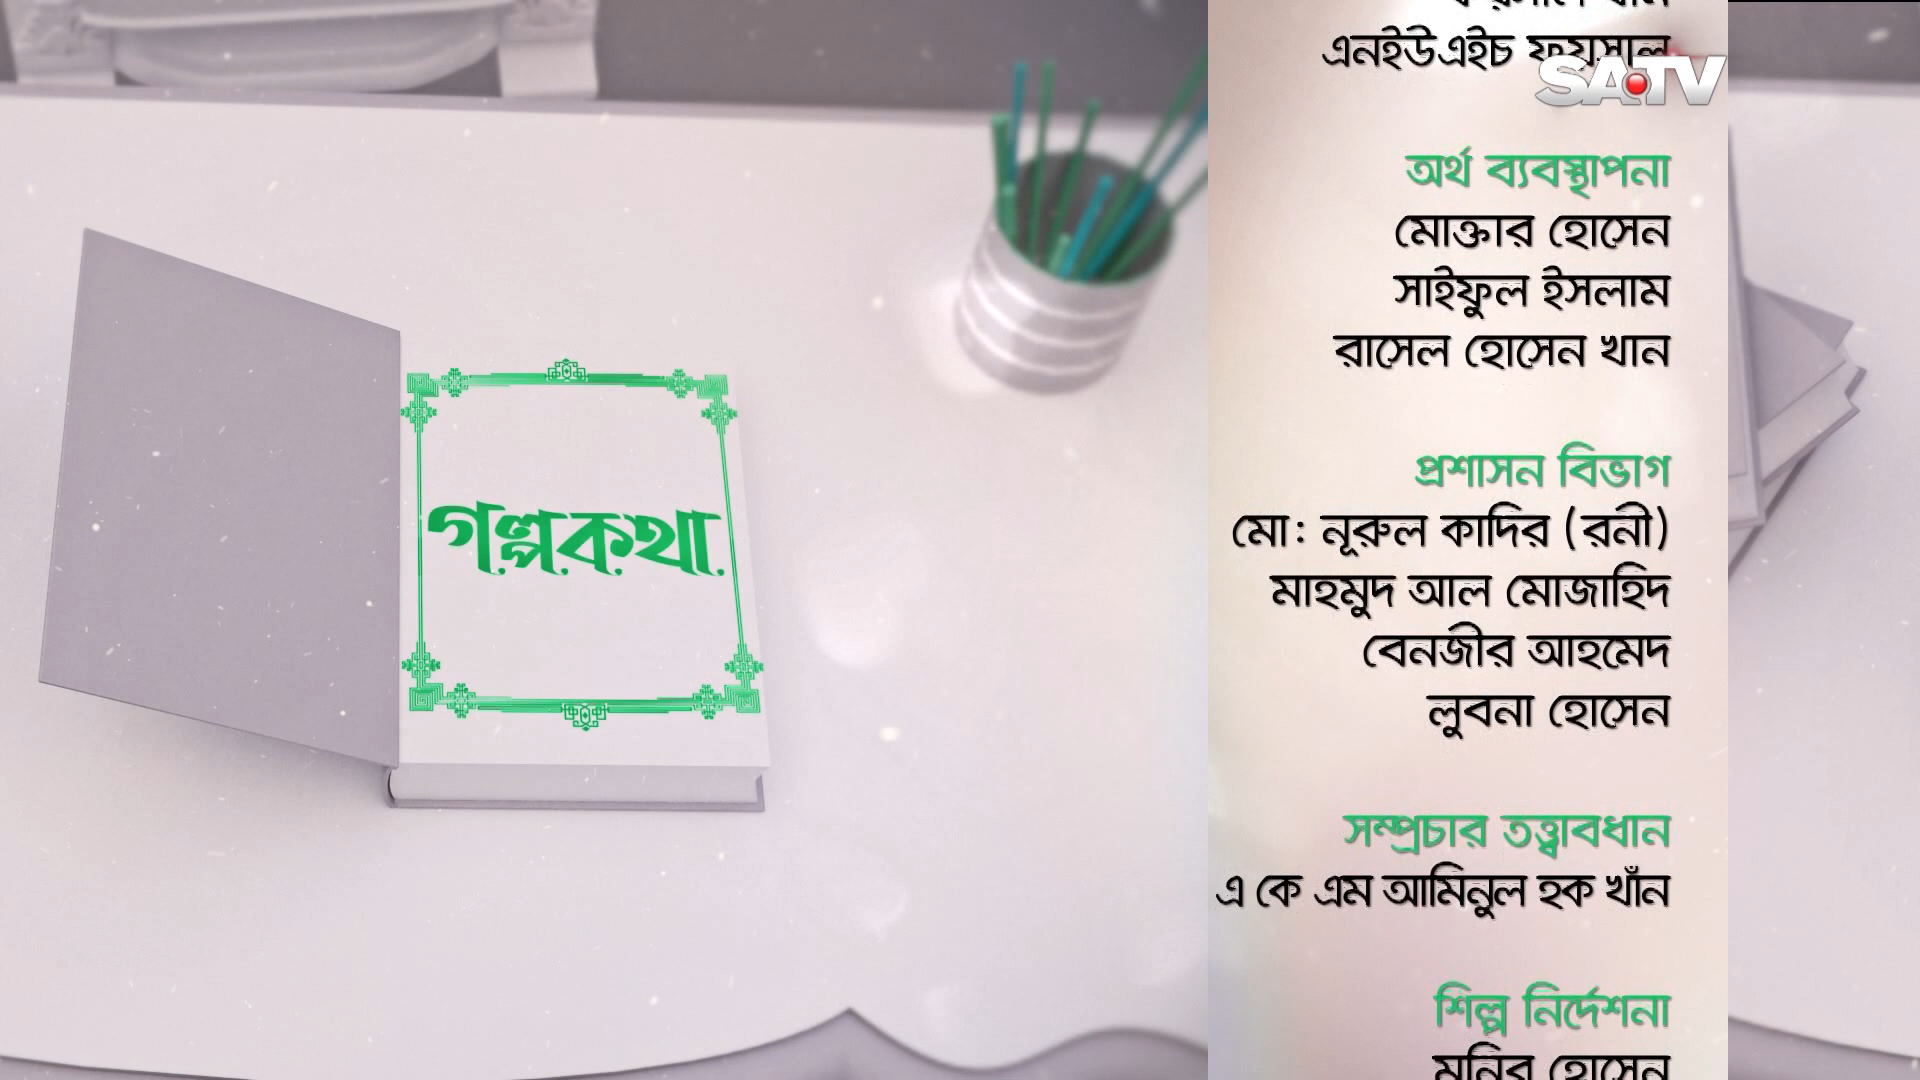 গল্পকথা
এনইউএইচ ফয়সাল
SATV
অর্থ ব্যবস্থাপনা
মোক্তার হোসেন
সাইফুল ইসলাম
রাসেল হোসেন খান
প্রশাসন বিভাগ
মো: নূরুল কাদির (রনী)
মাহমুদ আল মোজাহিদ
বেনজীর আহমেদ
লুবনা হোসেন
সম্প্রচার তত্ত্বাবধান
এ কে এম আমিনুল হক খাঁন
শিল্প নির্দেশনা
মনির হোসেন